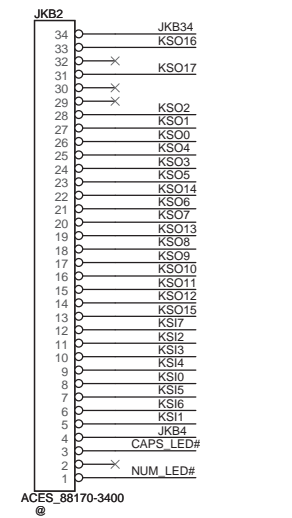 JKB2
34 JKB34
33 KSO16
32
31 KSO17
30
29
28 KSO2
27 KSO1
26 KSO0
25 KSO4
24 KSO3
23 KSO5
22 KSO14
21 KSO6
20 KSO7
19 KSO13
18 KSO8
17 KSO9
16 KSO10
15 KSO11
14 KSO12
13 KSO15
12 KSI7
11 KSI2
10 KSI3
9 KSI4
8 KSI0
7 KSI5
6 KSI6
5 KSI1
4 JKB4
3 CAPS_LED#
2
1 NUM_LED#
ACES_88170-3400
@